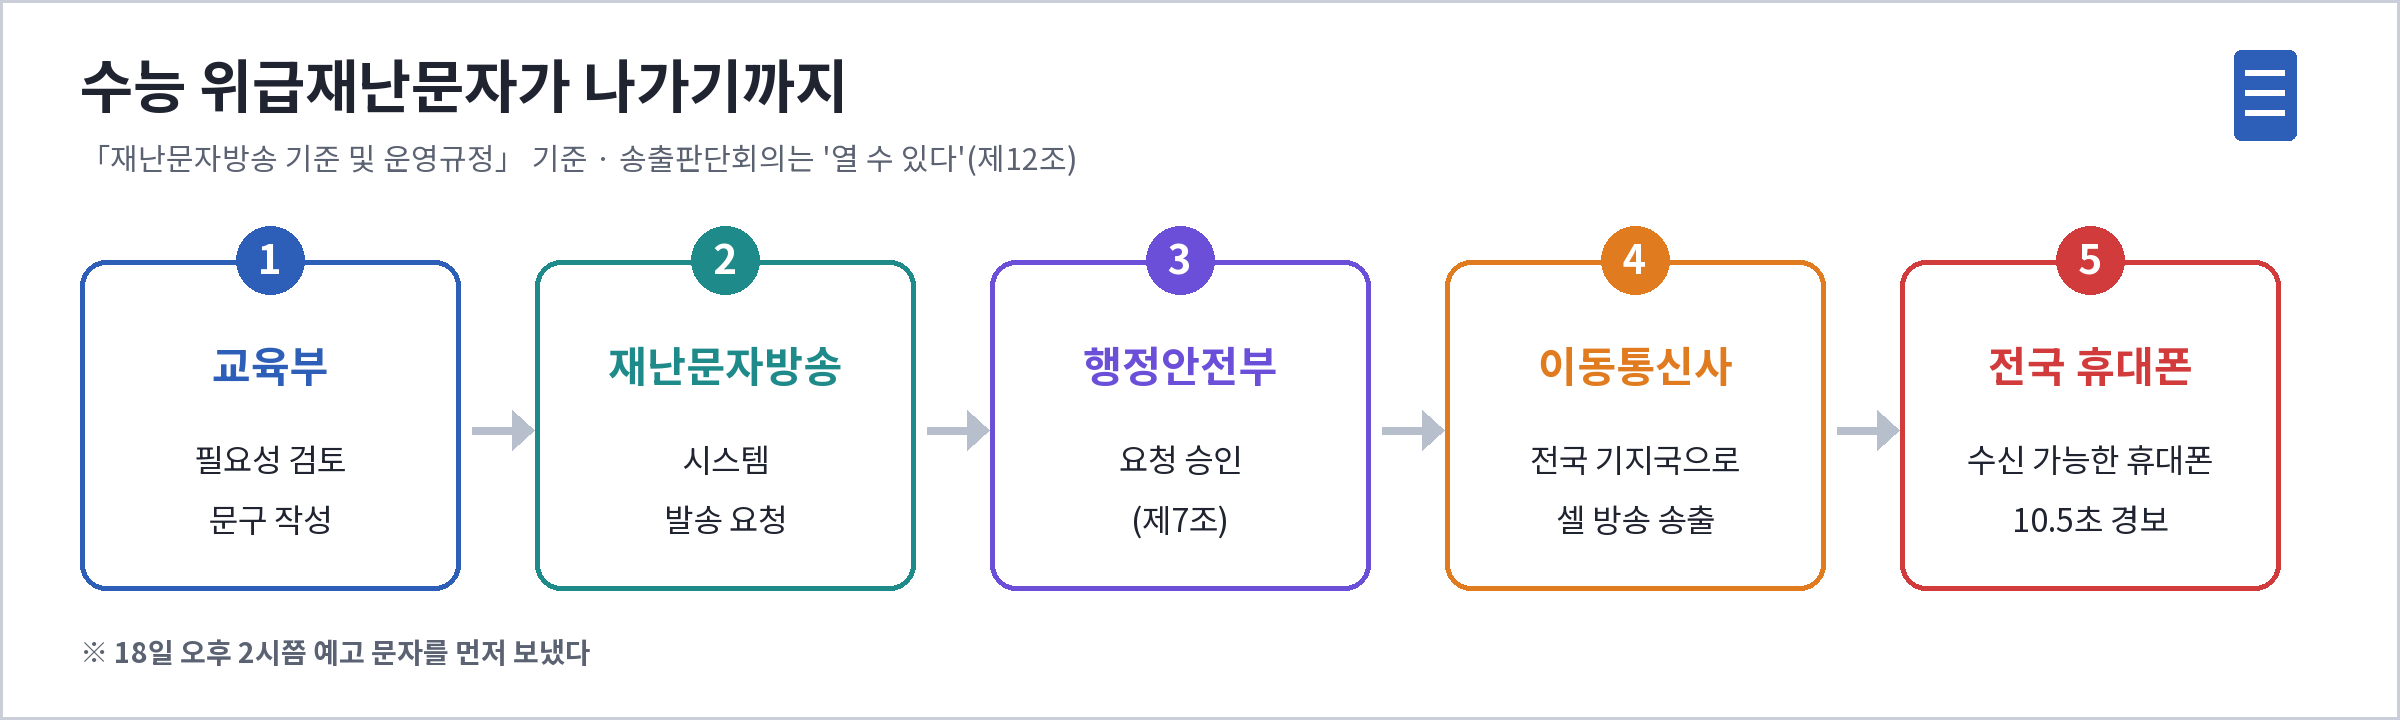 수능 위급재난문자가 나가기까지
「재난문자방송 기준 및 운영규정」 기준 · 송출판단회의는 '열 수 있다'(제12조)
1
교육부
필요성 검토
문구 작성
2
재난문자방송
시스템
발송 요청
3
행정안전부
요청 승인
(제7조)
4
이동통신사
전국 기지국으로
셀 방송 송출
5
전국 휴대폰
수신 가능한 휴대폰
10.5초 경보
※ 18일 오후 2시쯤 예고 문자를 먼저 보냈다